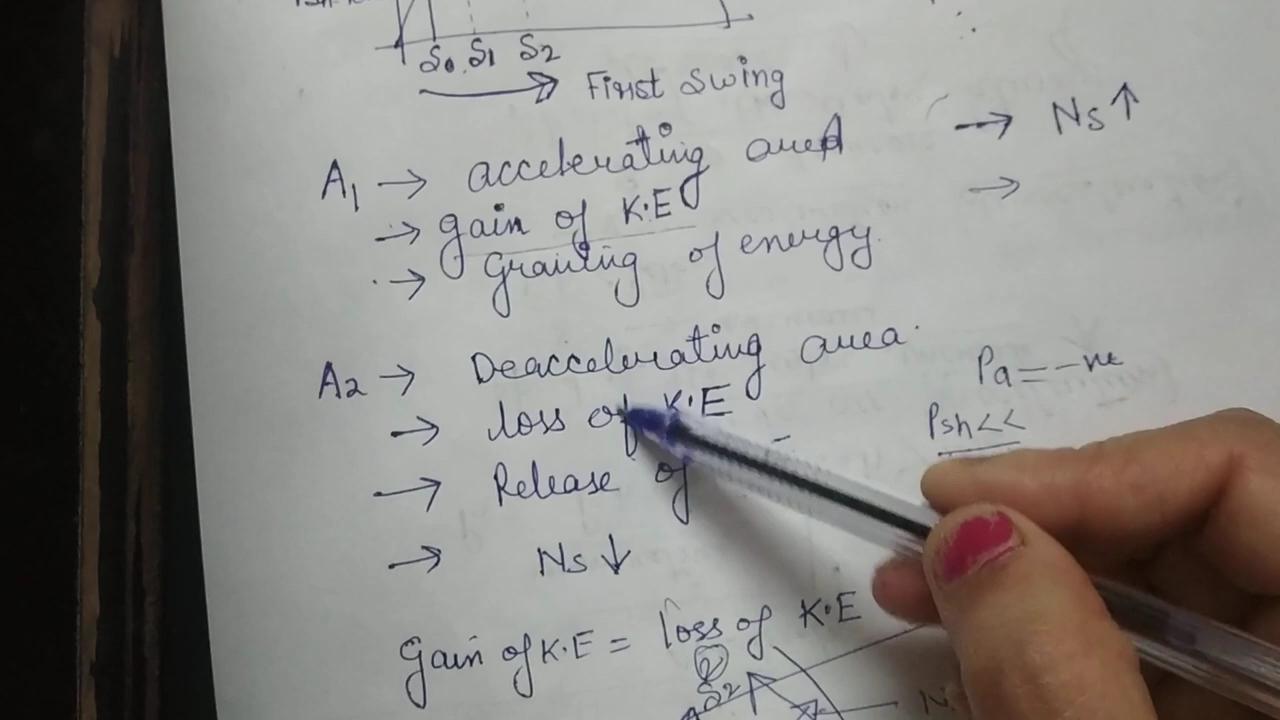 δ0 δ1 δ2
→ First swing
A1 → accelerating area → Ns↑
→ gain of K.E →
→ Granting of energy.
A2 → Deaccelerating area.
Pa = -ve
→ loss of K.E
Psh<<
→ Release of
→ Ns↓
Gain of K.E = loss of K.E
②
δ2